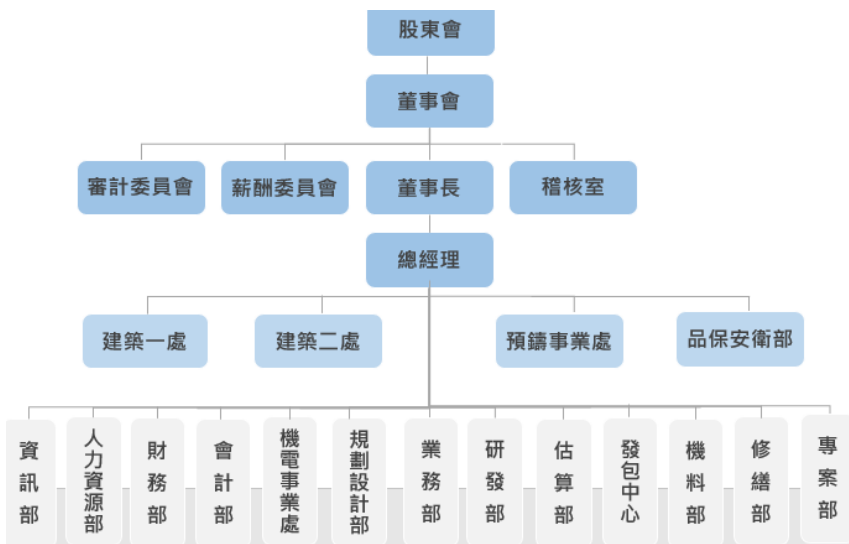 股東會
董事會
審計委員會
薪酬委員會
董事長
稽核室
總經理
建築一處
建築二處
預鑄事業處
品保安衛部
資訊部
人力資源部
財務部
會計部
機電事業處
規劃設計部
業務部
研發部
估算部
發包中心
機料部
修繕部
專案部